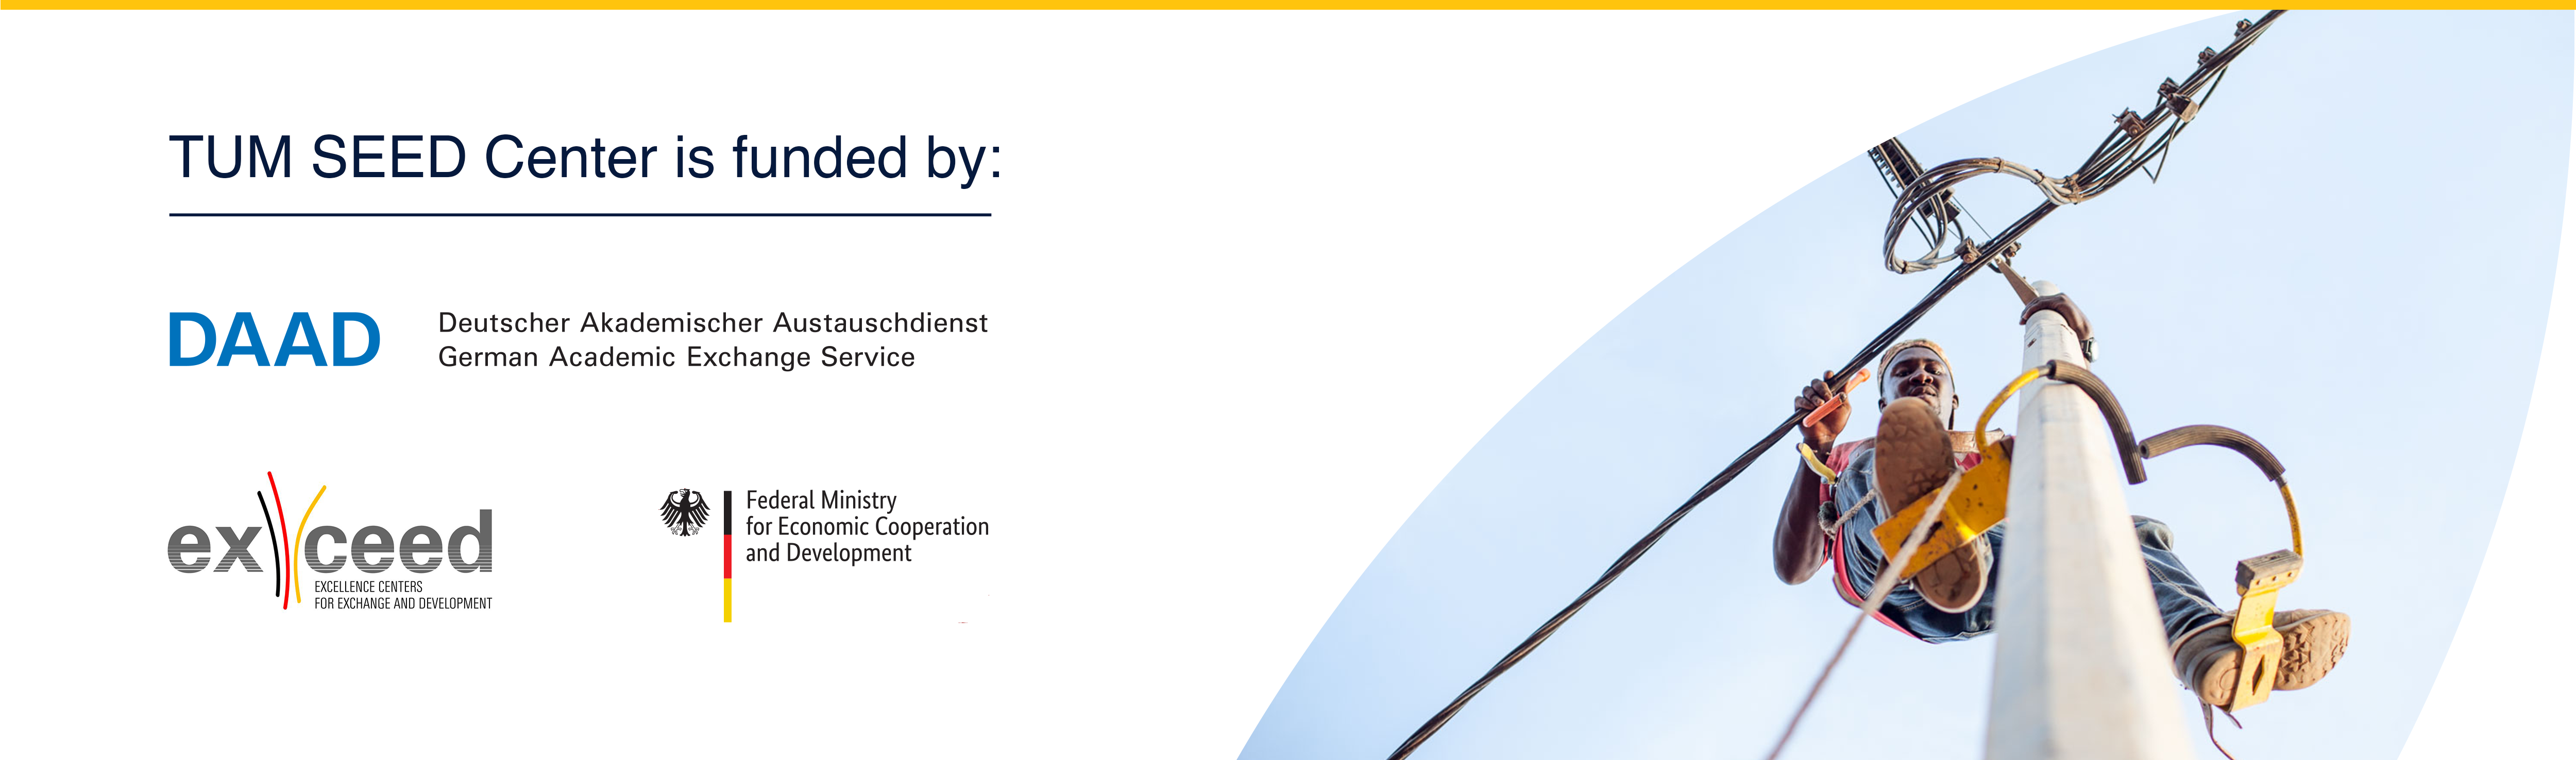 TUM SEED Center is funded by:
DAAD
Deutscher Akademischer Austauschdienst
German Academic Exchange Service
exceed
EXCELLENCE CENTERS
FOR EXCHANGE AND DEVELOPMENT
Federal Ministry
for Economic Cooperation
and Development